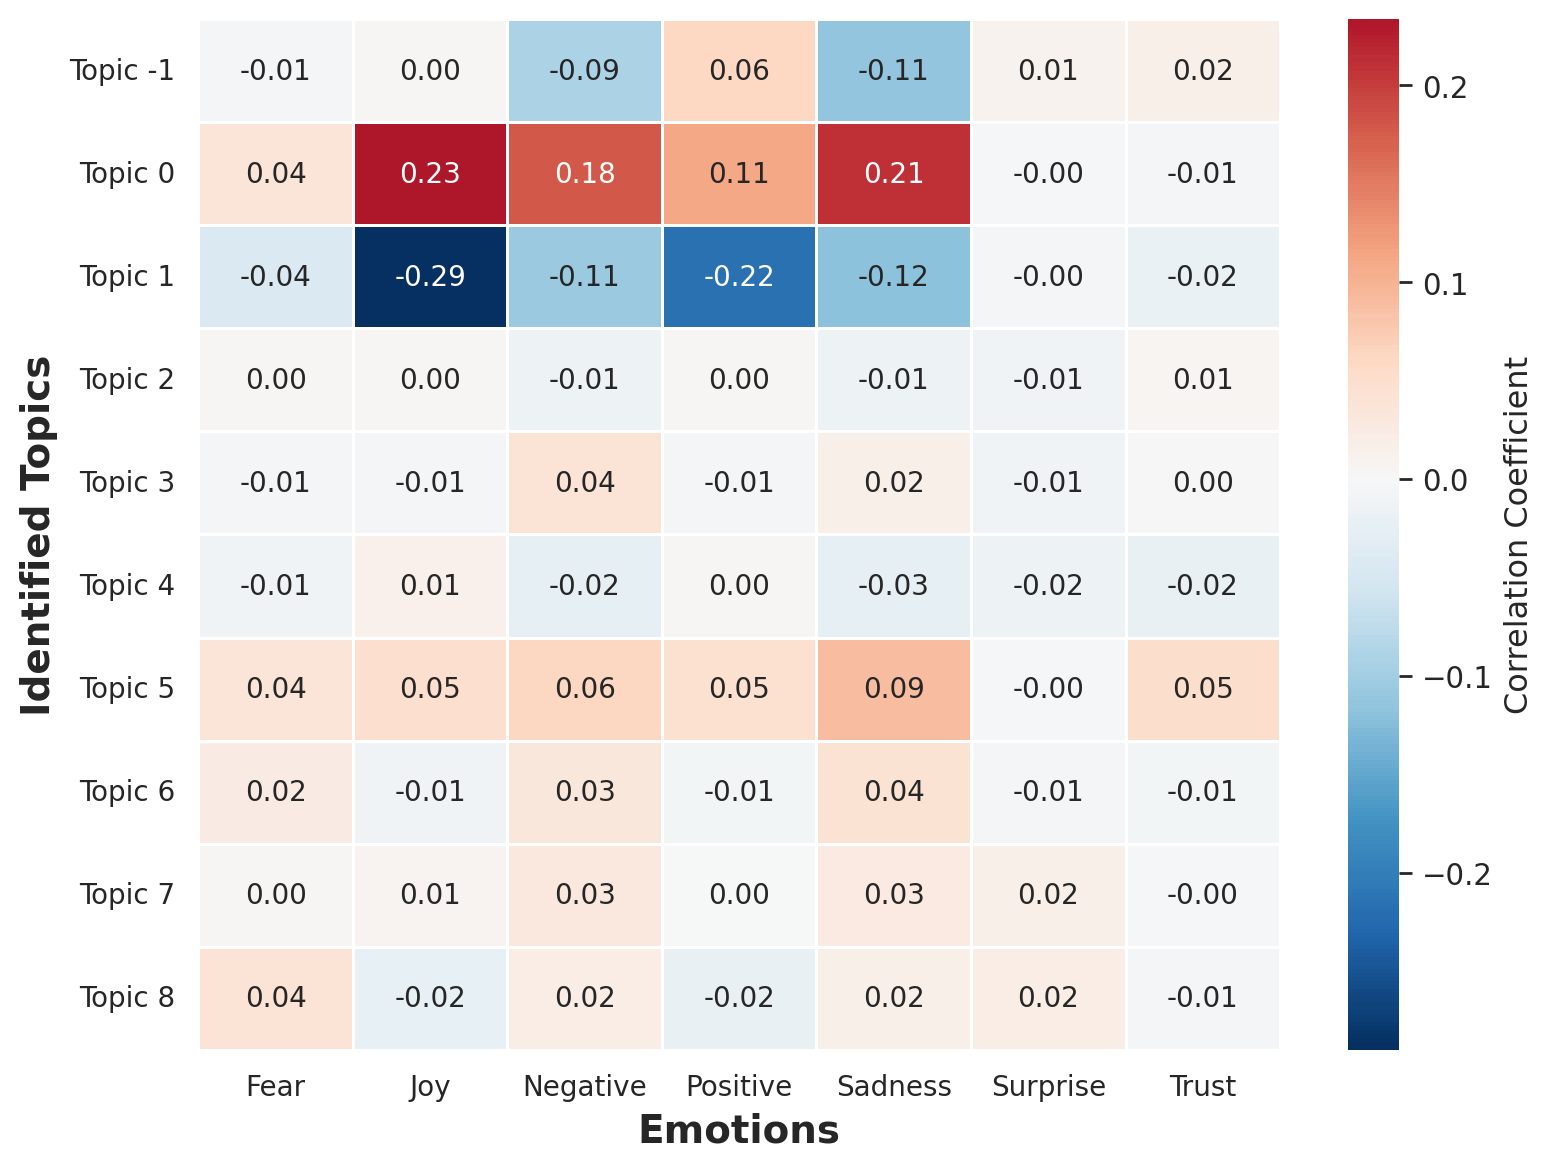 Topic -1 -0.01 0.00 -0.09 0.06 -0.11 0.01 0.02
Topic 0 0.04 0.23 0.18 0.11 0.21 -0.00 -0.01
Topic 1 -0.04 -0.29 -0.11 -0.22 -0.12 -0.00 -0.02
Topic 2 0.00 0.00 -0.01 0.00 -0.01 -0.01 0.01
Topic 3 -0.01 -0.01 0.04 -0.01 0.02 -0.01 0.00
Topic 4 -0.01 0.01 -0.02 0.00 -0.03 -0.02 -0.02
Topic 5 0.04 0.05 0.06 0.05 0.09 -0.00 0.05
Topic 6 0.02 -0.01 0.03 -0.01 0.04 -0.01 -0.01
Topic 7 0.00 0.01 0.03 0.00 0.03 0.02 -0.00
Topic 8 0.04 -0.02 0.02 -0.02 0.02 0.02 -0.01
Fear Joy Negative Positive Sadness Surprise Trust
Emotions
Identified Topics
0.2
0.1
0.0
−0.1
−0.2
Correlation Coefficient